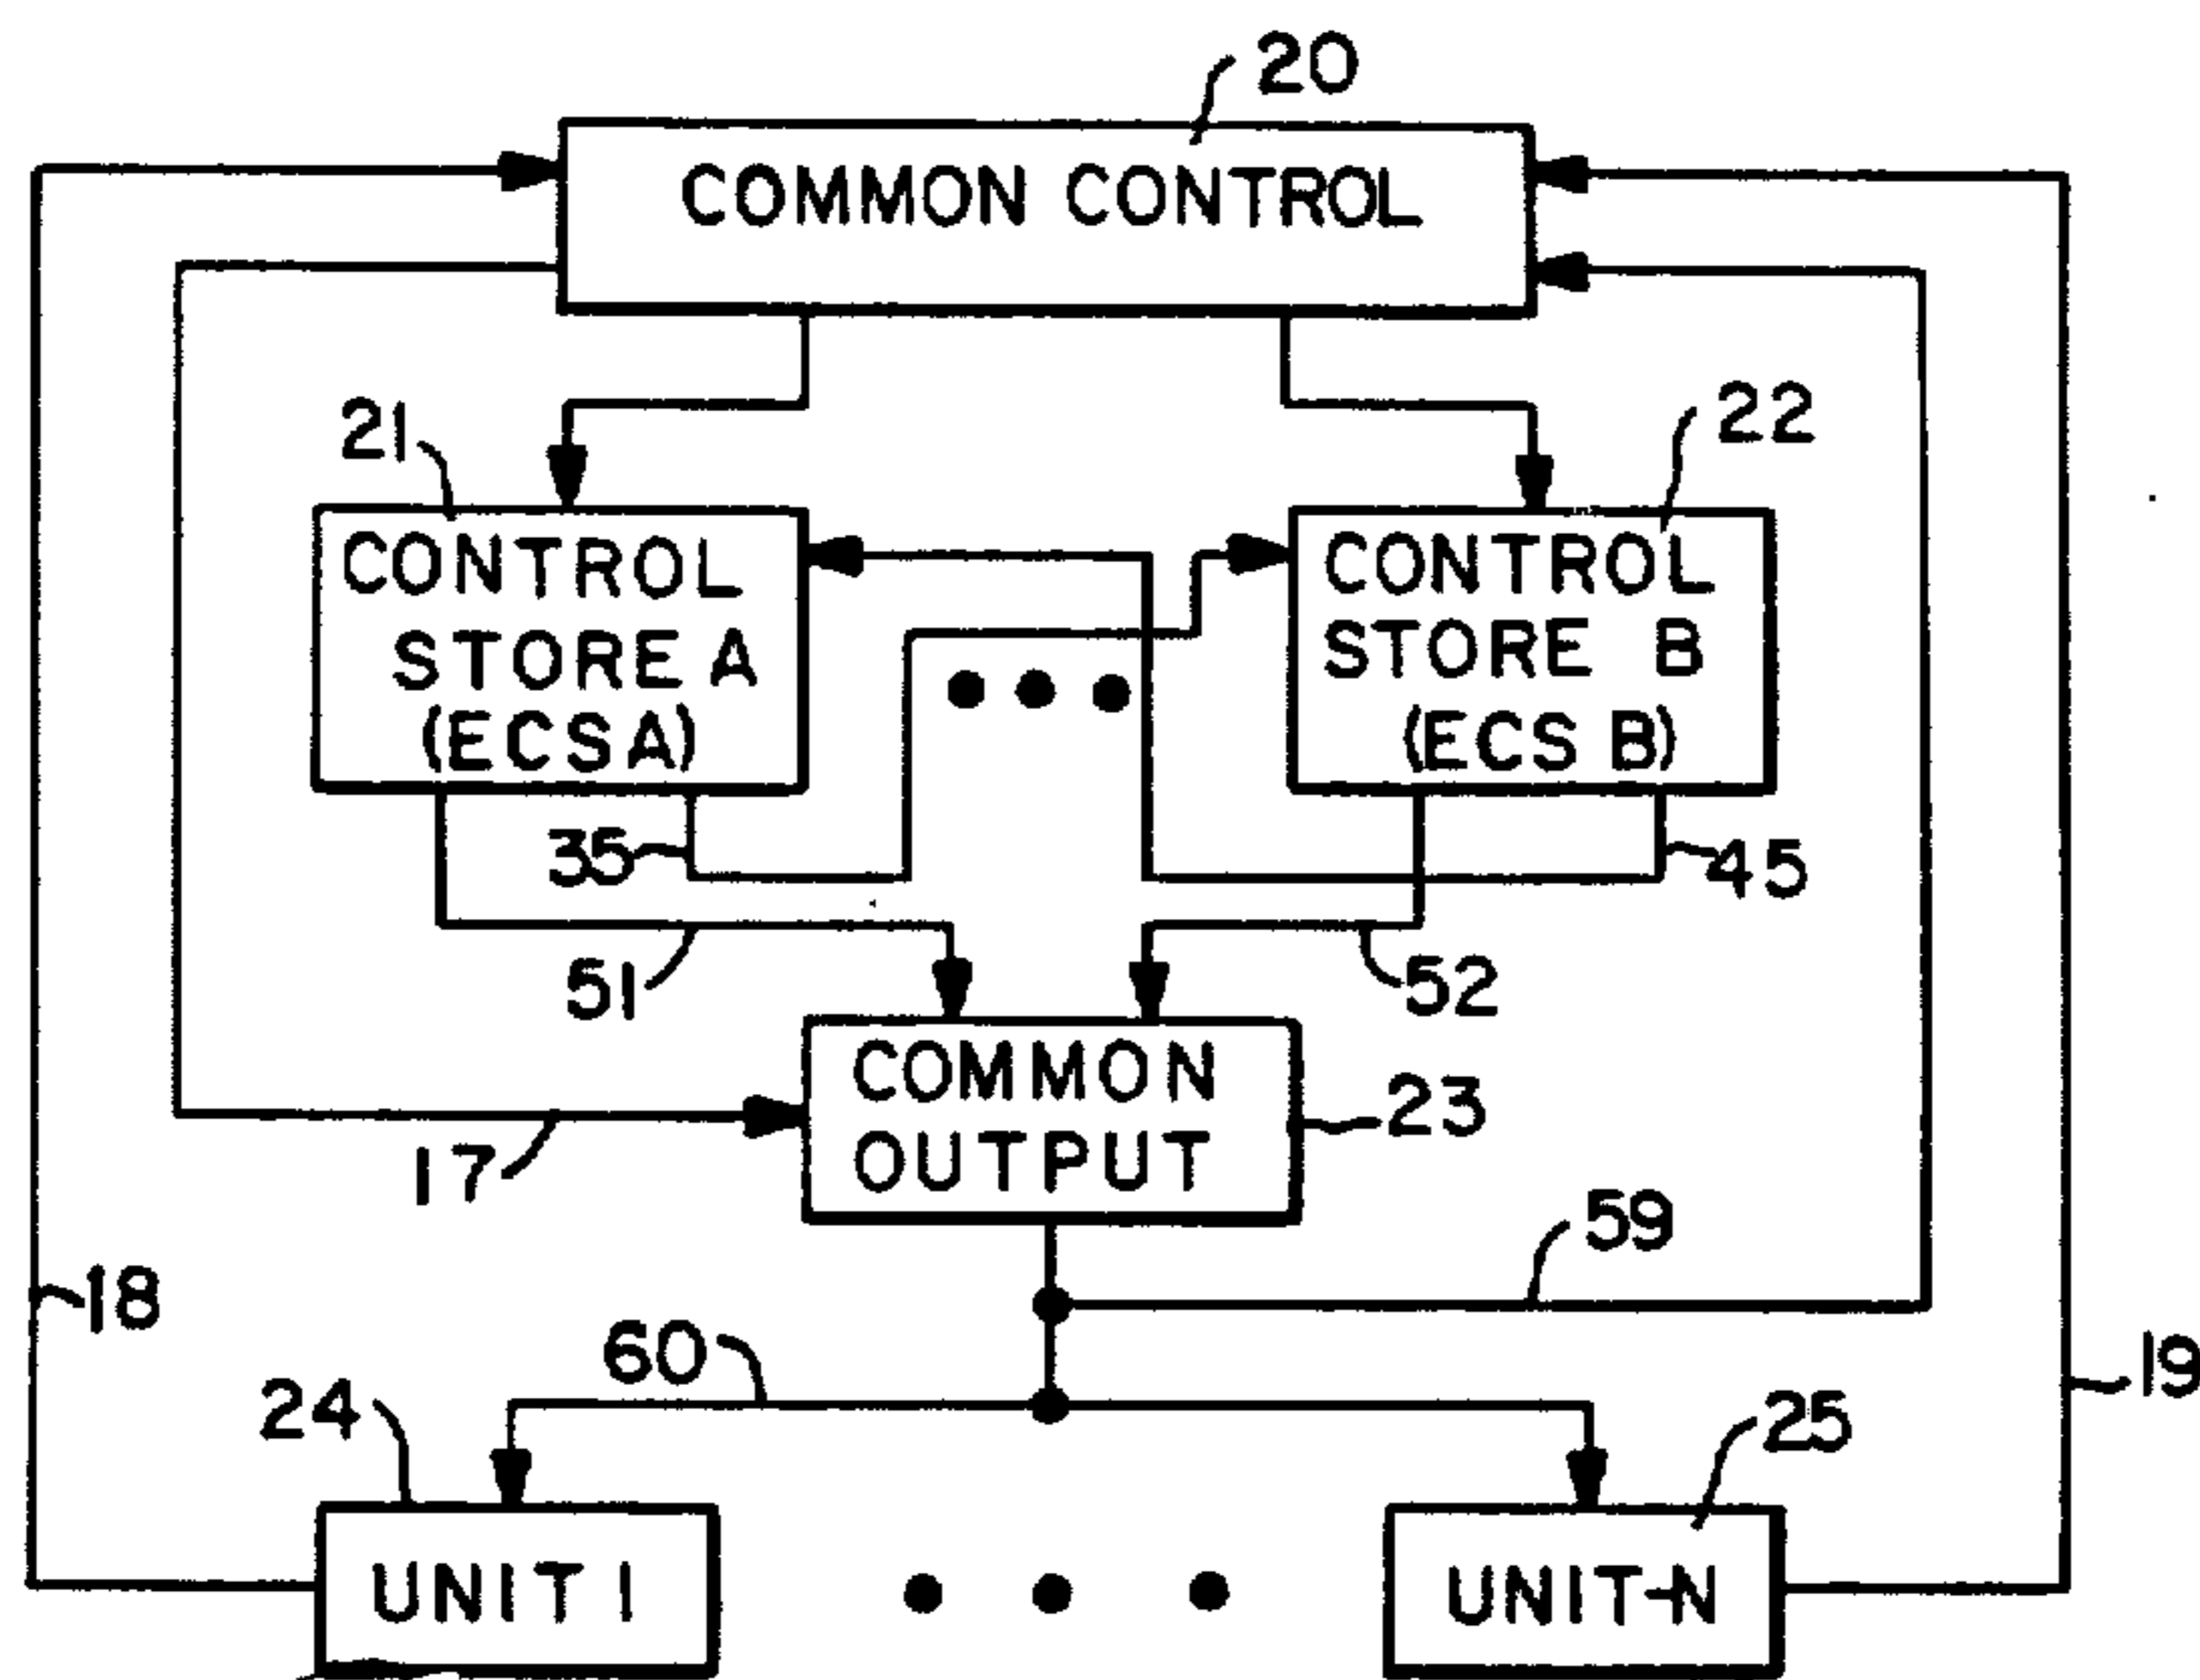 20
COMMON CONTROL
21
22
CONTROL
STORE A
(ECSA)
CONTROL
STORE B
(ECS B)
35
45
51
52
COMMON
OUTPUT
23
17
59
18
60
19
24
25
UNIT 1
UNIT-N